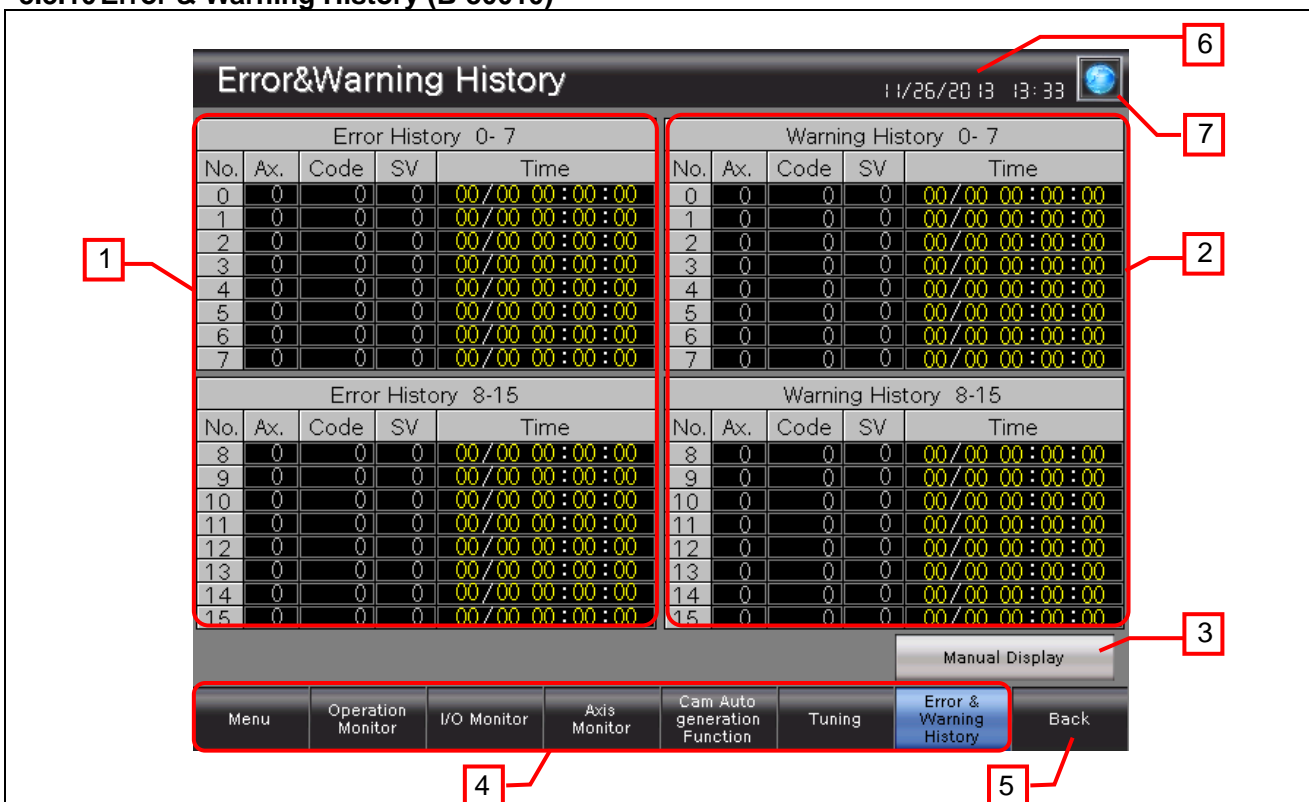 Error & Warning History (B-30610)
6
Error&Warning History
11/26/2013 13:33
7
Error History 0- 7
No. Ax. Code SV Time
0 0 0 0 00/00 00:00:00
1 0 0 0 00/00 00:00:00
2 0 0 0 00/00 00:00:00
3 0 0 0 00/00 00:00:00
4 0 0 0 00/00 00:00:00
5 0 0 0 00/00 00:00:00
6 0 0 0 00/00 00:00:00
7 0 0 0 00/00 00:00:00
Warning History 0- 7
No. Ax. Code SV Time
0 0 0 0 00/00 00:00:00
1 0 0 0 00/00 00:00:00
2 0 0 0 00/00 00:00:00
3 0 0 0 00/00 00:00:00
4 0 0 0 00/00 00:00:00
5 0 0 0 00/00 00:00:00
6 0 0 0 00/00 00:00:00
7 0 0 0 00/00 00:00:00
1
2
Error History 8-15
No. Ax. Code SV Time
8 0 0 0 00/00 00:00:00
9 0 0 0 00/00 00:00:00
10 0 0 0 00/00 00:00:00
11 0 0 0 00/00 00:00:00
12 0 0 0 00/00 00:00:00
13 0 0 0 00/00 00:00:00
14 0 0 0 00/00 00:00:00
15 0 0 0 00/00 00:00:00
Warning History 8-15
No. Ax. Code SV Time
8 0 0 0 00/00 00:00:00
9 0 0 0 00/00 00:00:00
10 0 0 0 00/00 00:00:00
11 0 0 0 00/00 00:00:00
12 0 0 0 00/00 00:00:00
13 0 0 0 00/00 00:00:00
14 0 0 0 00/00 00:00:00
15 0 0 0 00/00 00:00:00
3
Manual Display
Menu
Operation
Monitor
I/O Monitor
Axis
Monitor
Cam Auto
generation
Function
Tuning
Error &
Warning
History
Back
4
5